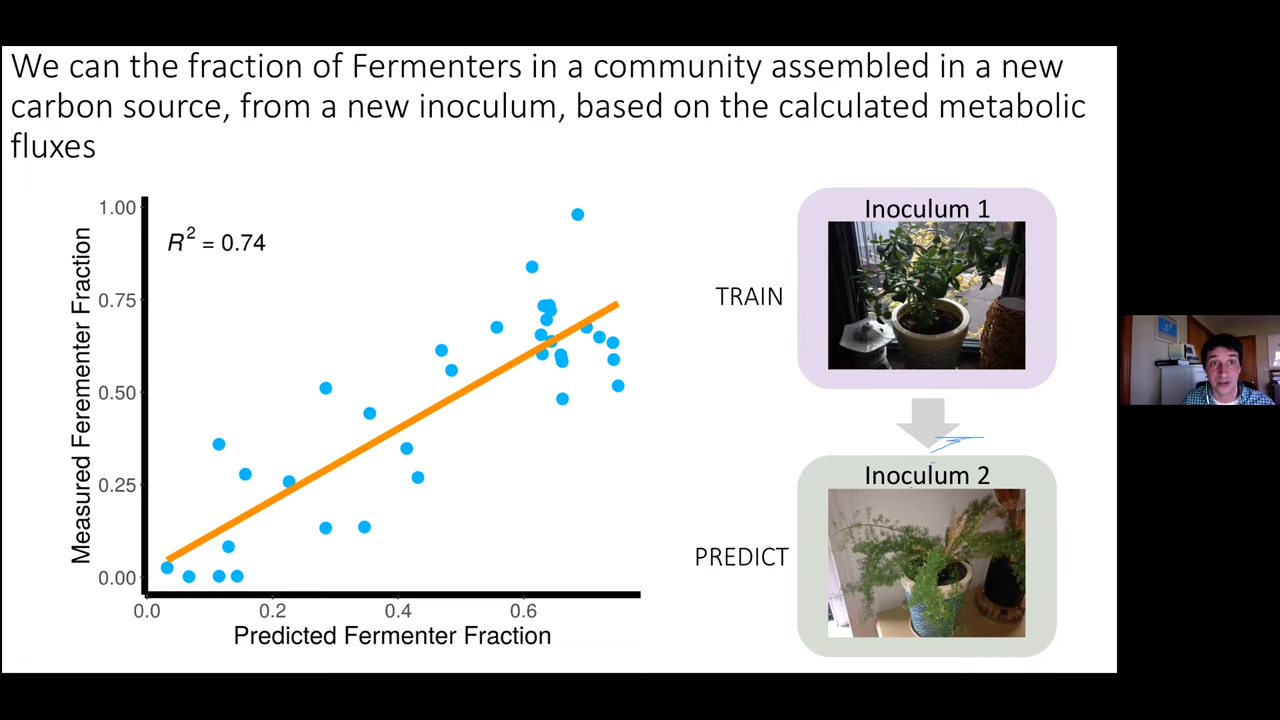 We can the fraction of Fermenters in a community assembled in a new
carbon source, from a new inoculum, based on the calculated metabolic
fluxes
1.00
0.75
0.50
0.25
0.00
Measured Ferementer Fraction
R² = 0.74
0.0
0.2
0.4
0.6
Predicted Fermenter Fraction
Inoculum 1
TRAIN
Inoculum 2
PREDICT